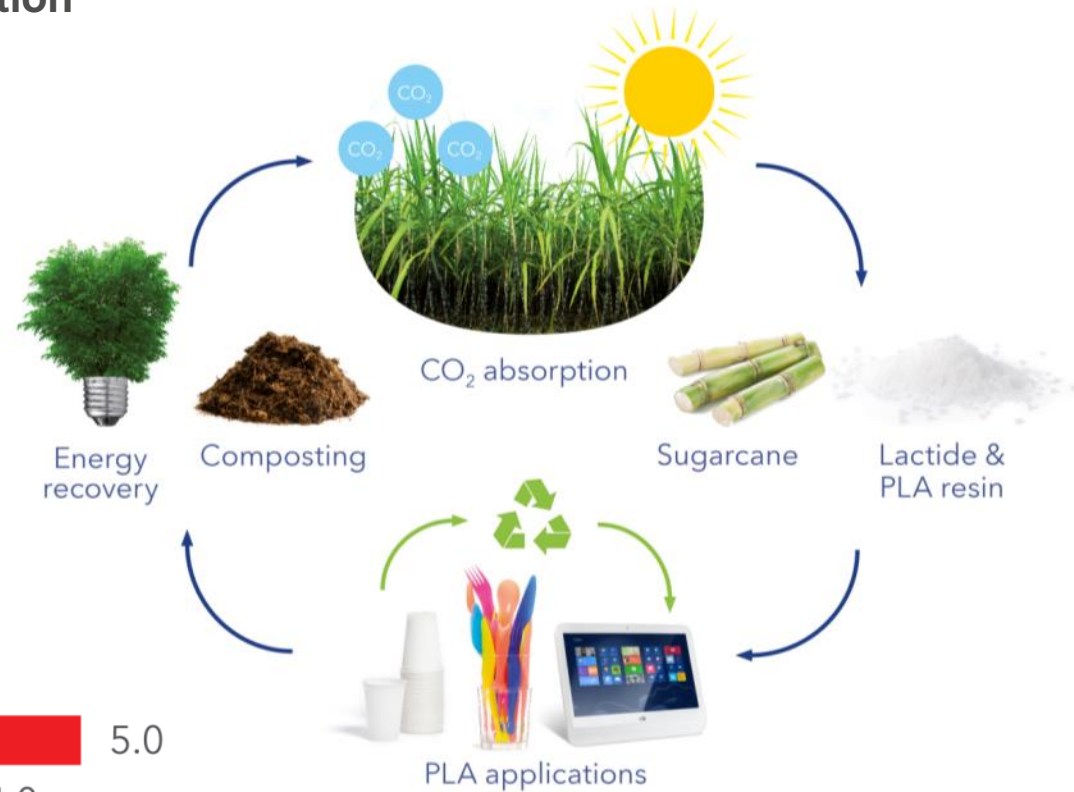 CO₂
CO₂
CO₂
CO₂ absorption
Energy
recovery
Composting
Sugarcane
Lactide &
PLA resin
PLA applications
5.0